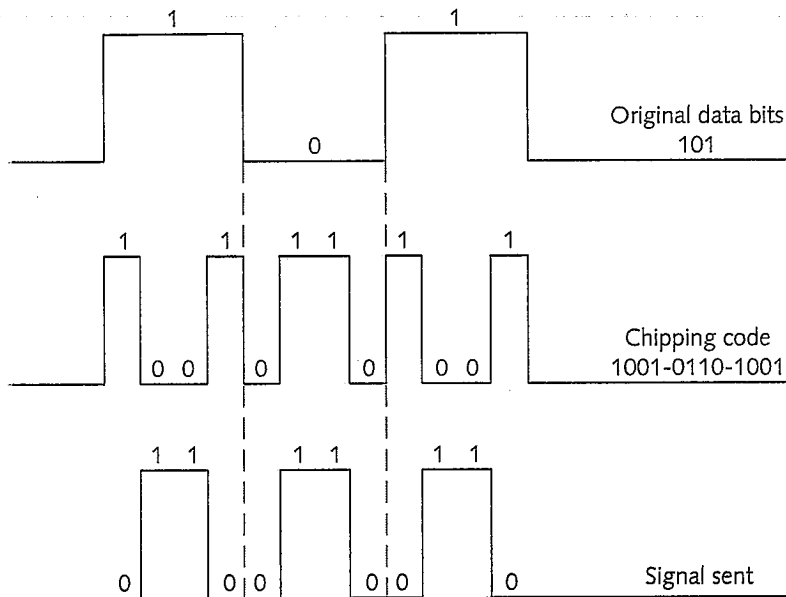 1 1
0
Original data bits
101
1 1 1 1 1 1
0 0 0 0 0 0
Chipping code
1001-0110-1001
1 1 1 1 1 1
0 0 0 0 0 0
Signal sent